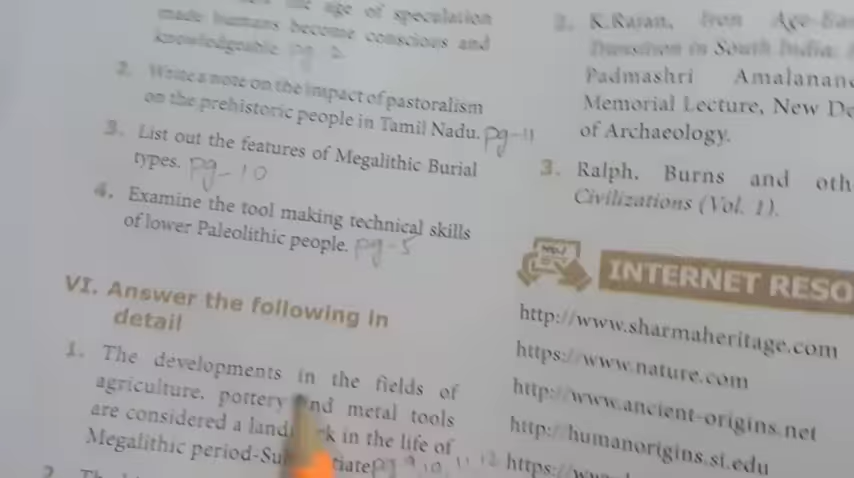 age of speculation
made humans become conscious and
knowledgeable. pg 2
2. Write a note on the impact of pastoralism
on the prehistoric people in Tamil Nadu. pg-11
3. List out the features of Megalithic Burial
types. pg-10
4. Examine the tool making technical skills
of lower Paleolithic people. pg-5
VI. Answer the following in
detail
1. The developments in the fields of
agriculture, pottery and metal tools
are considered a in the life of
Megalithic period- pg 9,10,11,12
2.
2. K.Rajan, Iron
Transition in South India:
Padmashri
Memorial Lecture, New
of Archaeology.
3. Ralph, Burns and
Civilizations (Vol. 1).
INTERNET RESO
http://www.sharmaheritage.com
https://www.nature.com
http://www.ancient-origins.net
http://humanorigins.si.edu